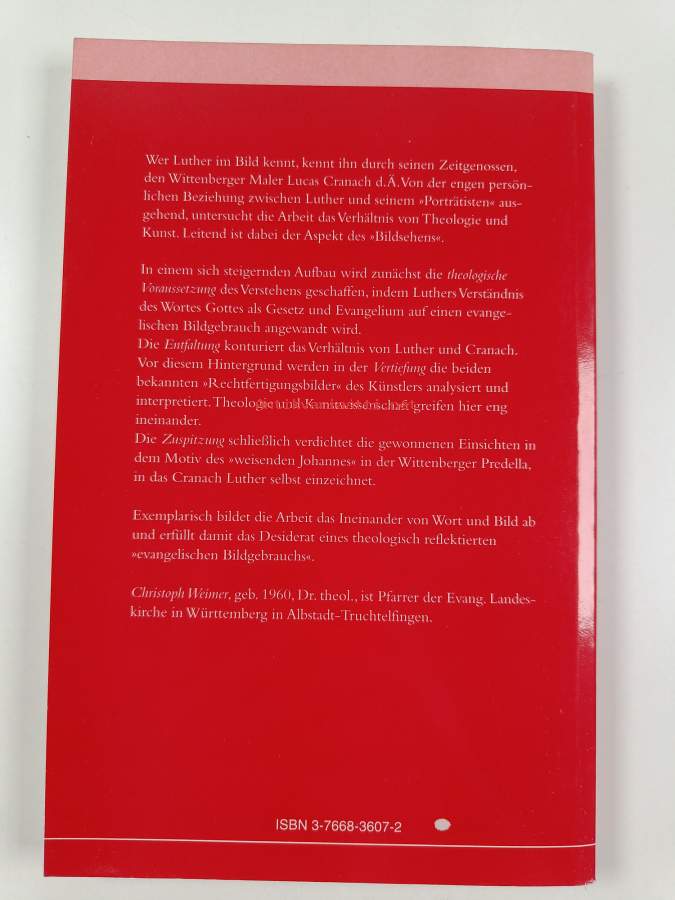 Wer Luther im Bild kennt, kennt ihn durch seinen Zeitgenossen,
den Wittenberger Maler Lucas Cranach d.Ä. Von der engen persön-
lichen Beziehung zwischen Luther und seinem »Porträtisten« aus-
gehend, untersucht die Arbeit das Verhältnis von Theologie und
Kunst. Leitend ist dabei der Aspekt des »Bildsehens«.
In einem sich steigernden Aufbau wird zunächst die theologische
Voraussetzung des Verstehens geschaffen, indem Luthers Verständnis
des Wortes Gottes als Gesetz und Evangelium auf einen evange-
lischen Bildgebrauch angewandt wird.
Die Entfaltung konturiert das Verhältnis von Luther und Cranach.
Vor diesem Hintergrund werden in der Vertiefung die beiden
bekannten »Rechtfertigungsbilder« des Künstlers analysiert und
interpretiert. Theologie und Kunstwissenschaft greifen hier eng
ineinander.
Die Zuspitzung schließlich verdichtet die gewonnenen Einsichten in
dem Motiv des »weisenden Johannes« in der Wittenberger Predella,
in das Cranach Luther selbst einzeichnet.
Exemplarisch bildet die Arbeit das Ineinander von Wort und Bild ab
und erfüllt damit das Desiderat eines theologisch reflektierten
»evangelischen Bildgebrauchs«.
Christoph Weimer, geb. 1960, Dr. theol., ist Pfarrer der Evang. Landes-
kirche in Württemberg in Albstadt-Truchtelfingen.
ISBN 3-7668-3607-2